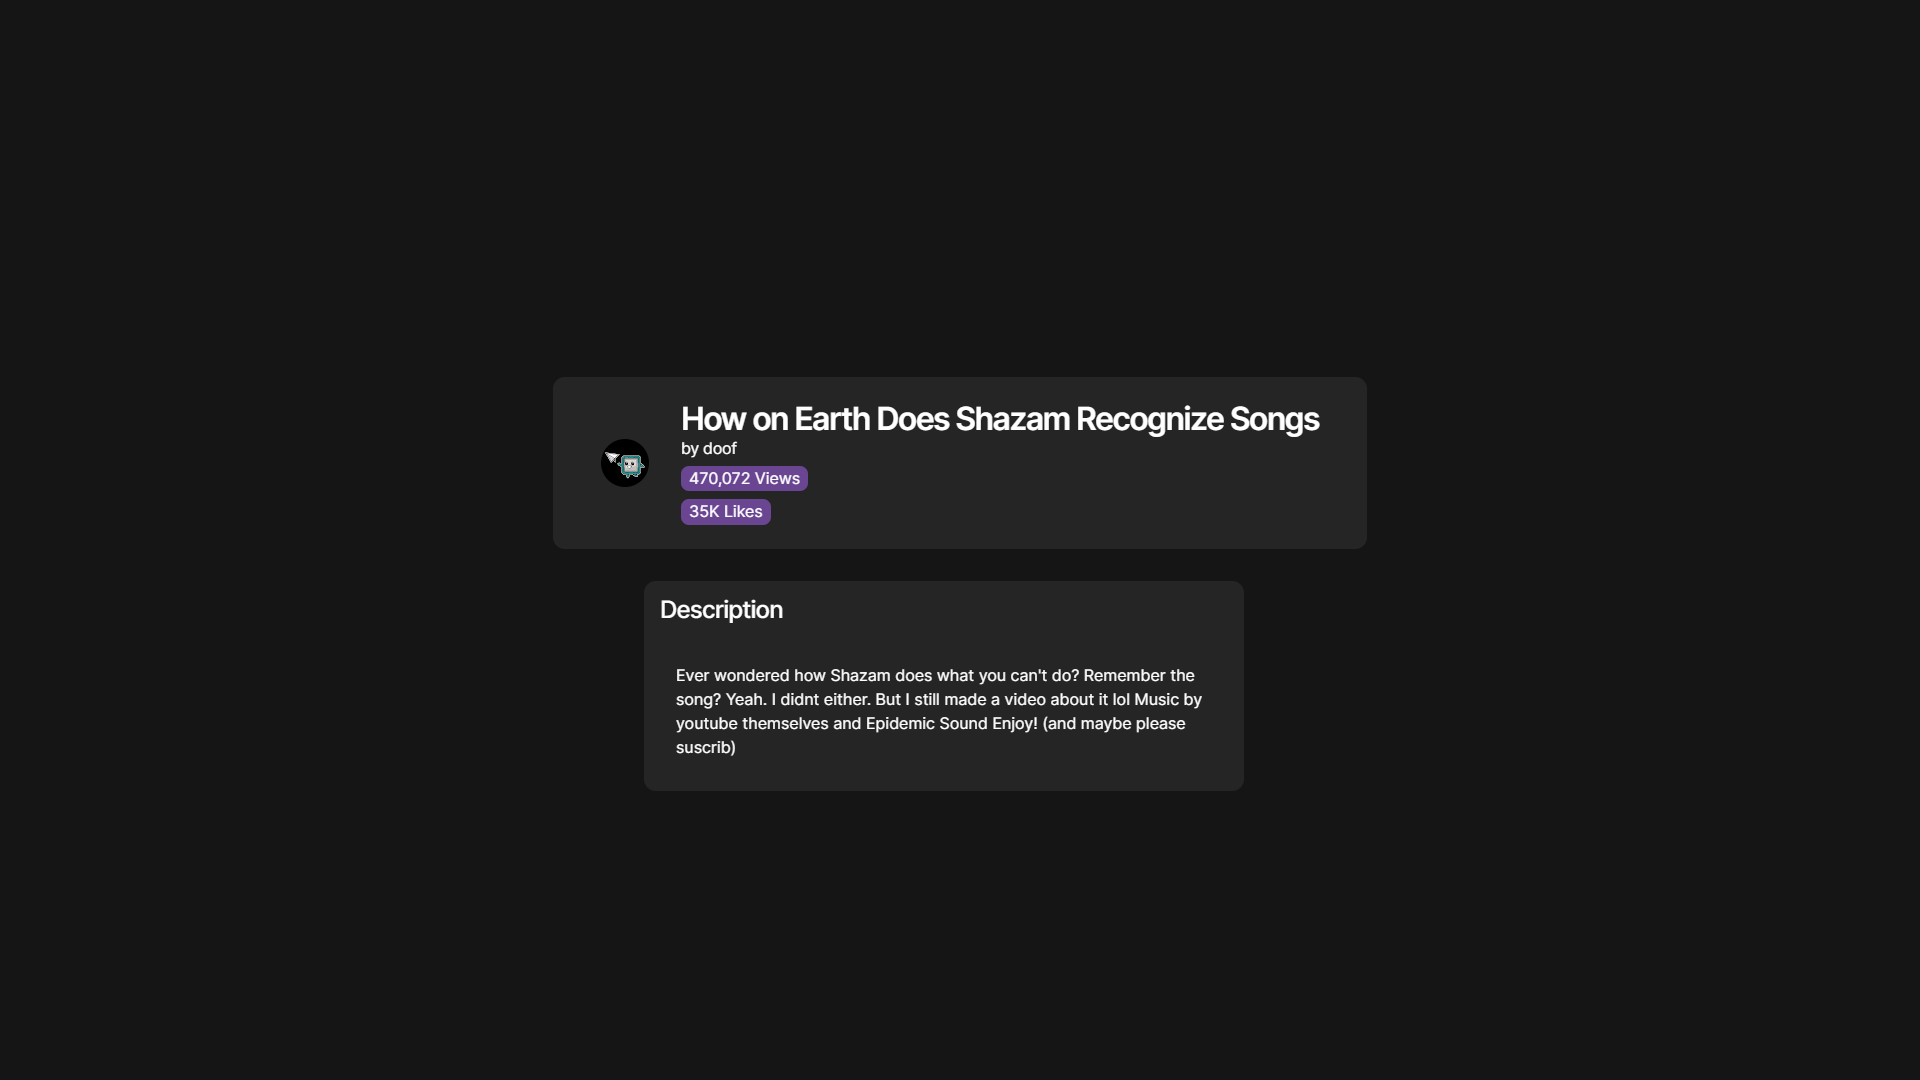 How on Earth Does Shazam Recognize Songs
by doof
470,072 Views
35K Likes
Description
Ever wondered how Shazam does what you can't do? Remember the
song? Yeah. I didnt either. But I still made a video about it lol Music by
youtube themselves and Epidemic Sound Enjoy! (and maybe please
suscrib)